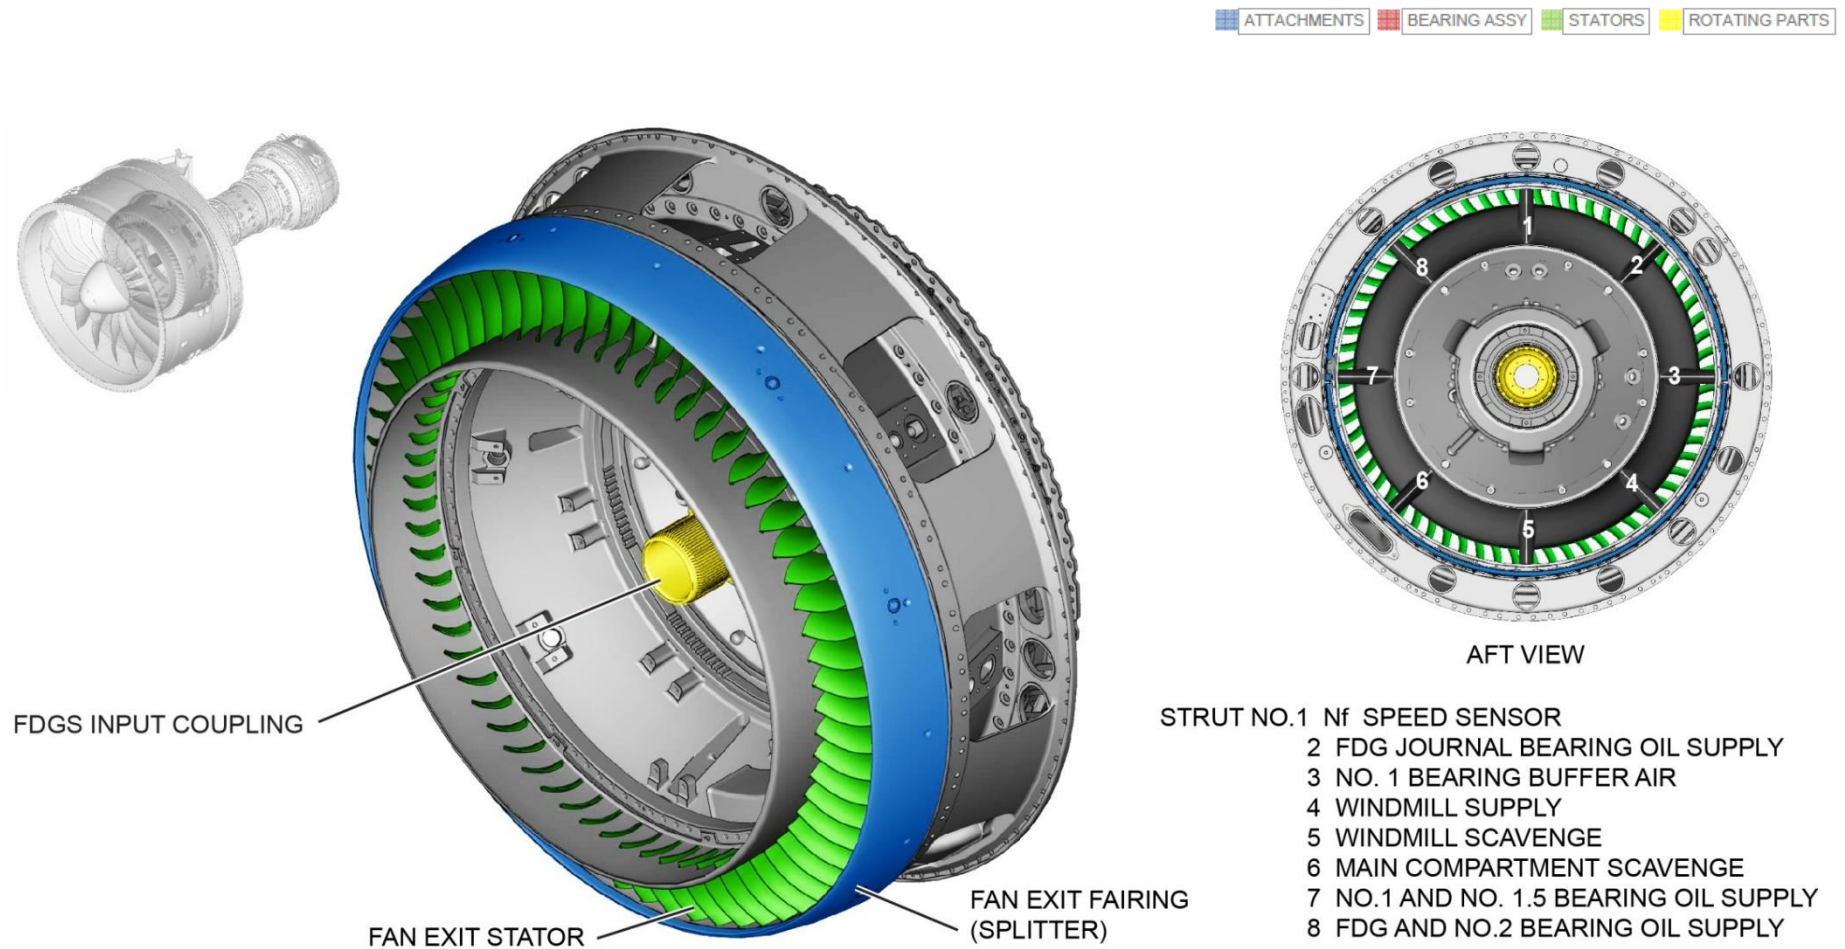 ATTACHMENTS BEARING ASSY STATORS ROTATING PARTS
1
2
3
4
5
6
7
8
AFT VIEW
FDGS INPUT COUPLING
FAN EXIT STATOR
FAN EXIT FAIRING
(SPLITTER)
STRUT NO.1 Nf SPEED SENSOR
2 FDG JOURNAL BEARING OIL SUPPLY
3 NO. 1 BEARING BUFFER AIR
4 WINDMILL SUPPLY
5 WINDMILL SCAVENGE
6 MAIN COMPARTMENT SCAVENGE
7 NO.1 AND NO. 1.5 BEARING OIL SUPPLY
8 FDG AND NO.2 BEARING OIL SUPPLY